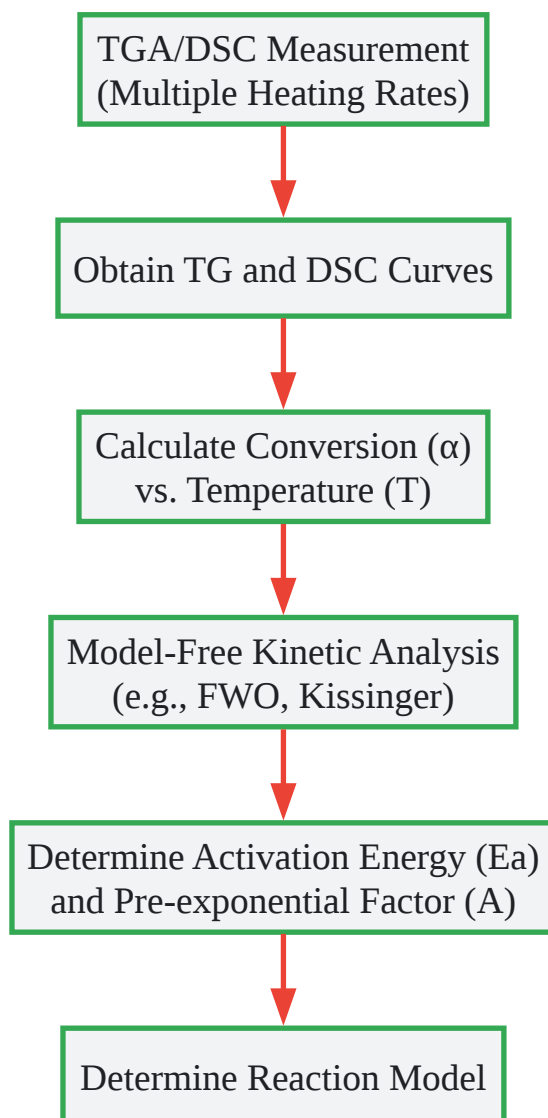 TGA/DSC Measurement
(Multiple Heating Rates)
Obtain TG and DSC Curves
Calculate Conversion (α)
vs. Temperature (T)
Model-Free Kinetic Analysis
(e.g., FWO, Kissinger)
Determine Activation Energy (Ea)
and Pre-exponential Factor (A)
Determine Reaction Model